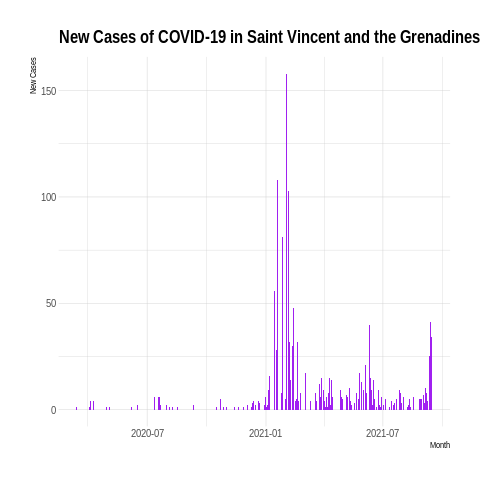 New Cases of COVID-19 in Saint Vincent and the Grenadines
New Cases
150
100
50
0
2020-07
2021-01
2021-07
Month